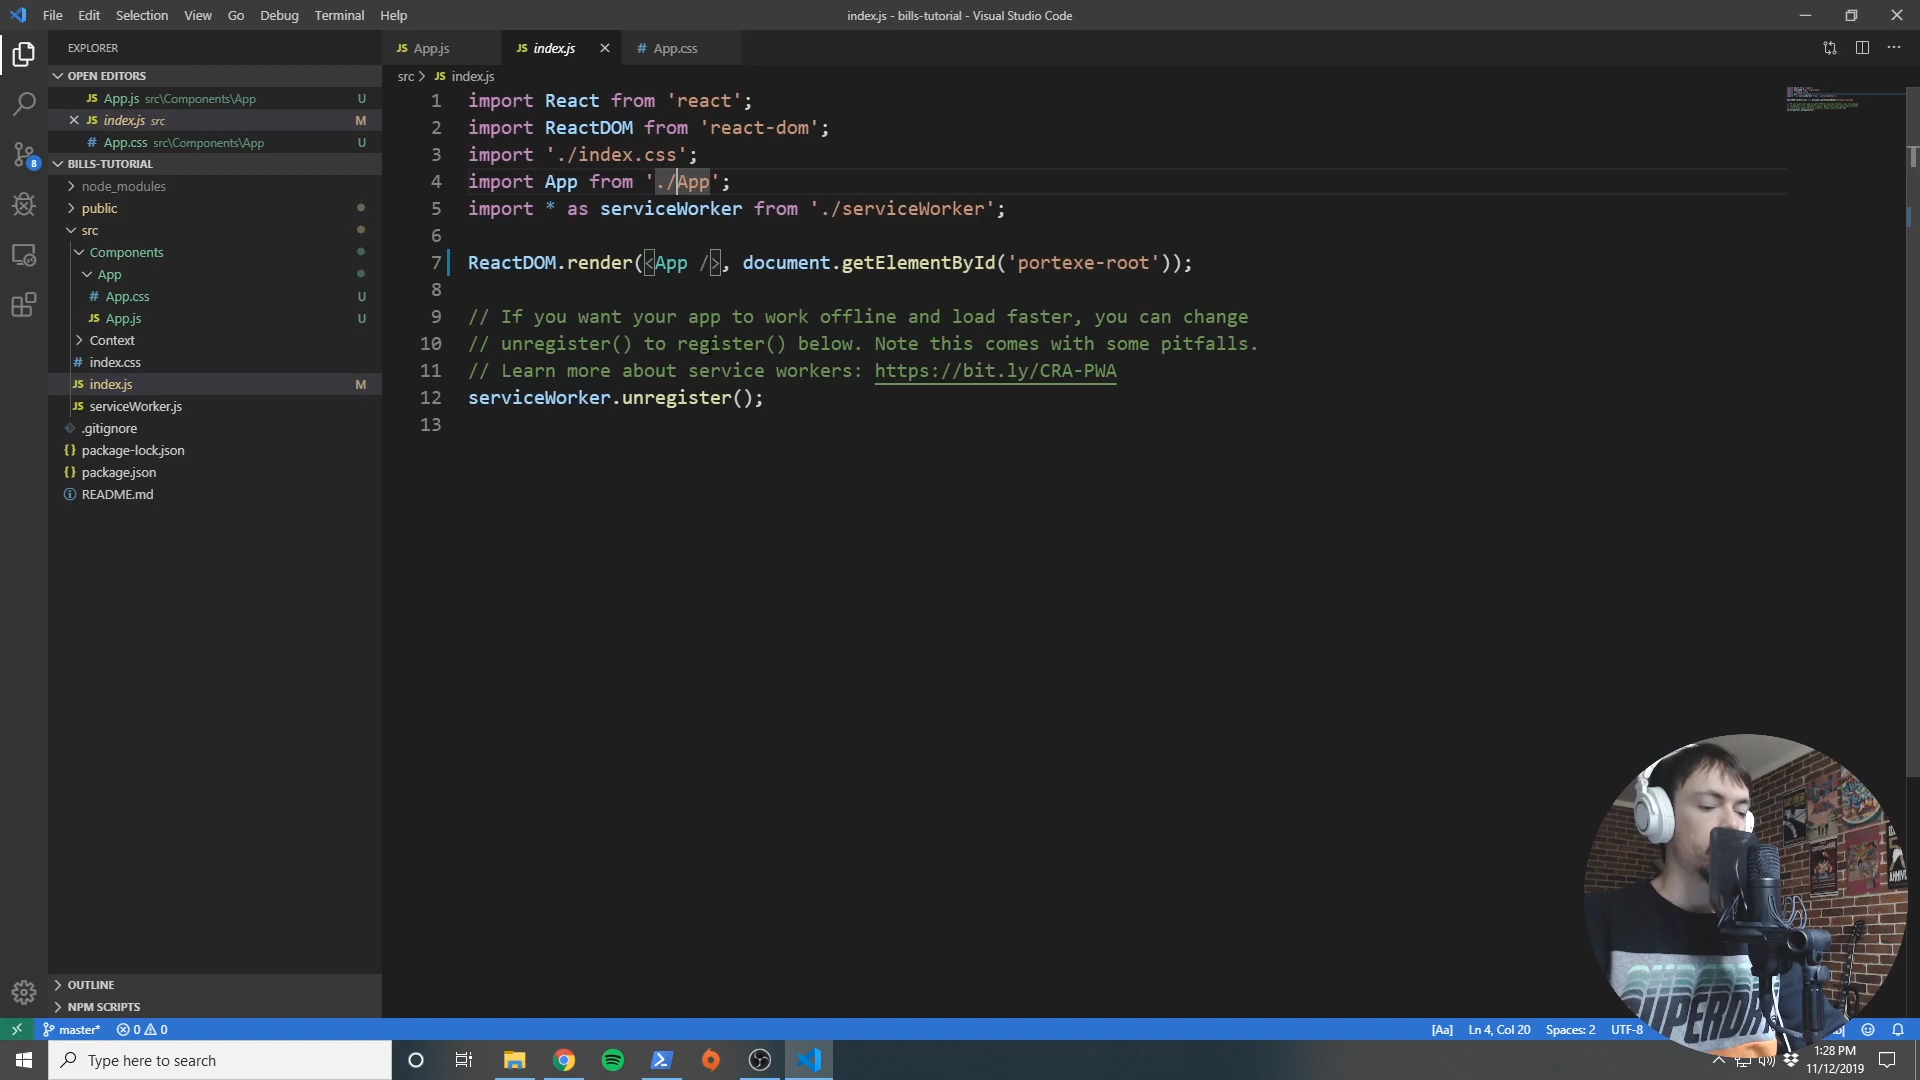 File Edit Selection View Go Debug Terminal Help
index.js - bills-tutorial - Visual Studio Code
EXPLORER
OPEN EDITORS
App.js src\Components\App U
index.js src M
App.css src\Components\App U
BILLS-TUTORIAL
node_modules
public
src
Components
App
App.css U
App.js U
Context
index.css
index.js M
serviceWorker.js
.gitignore
package-lock.json
package.json
README.md
OUTLINE
NPM SCRIPTS
App.js index.js App.css
src > index.js
1 import React from 'react';
2 import ReactDOM from 'react-dom';
3 import './index.css';
4 import App from './App';
5 import * as serviceWorker from './serviceWorker';
6
7 ReactDOM.render(<App />, document.getElementById('portexe-root'));
8
9 // If you want your app to work offline and load faster, you can change
10 // unregister() to register() below. Note this comes with some pitfalls.
11 // Learn more about service workers: https://bit.ly/CRA-PWA
12 serviceWorker.unregister();
13
8
master* 0 0
[Aa] Ln 4, Col 20 Spaces: 2 UTF-8
Type here to search
1:28 PM
11/12/2019